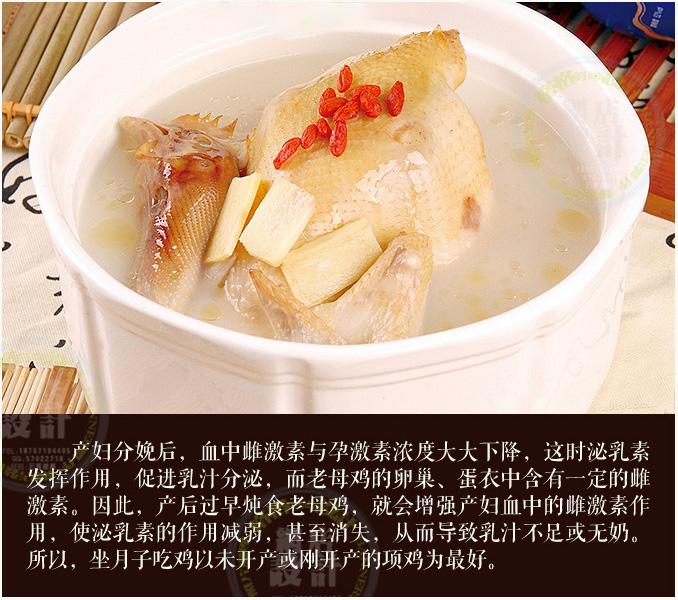 产妇分娩后，血中雌激素与孕激素浓度大大下降，这时泌乳素
发挥作用，促进乳汁分泌，而老母鸡的卵巢、蛋衣中含有一定的雌
激素。因此，产后过早炖食老母鸡，就会增强产妇血中的雌激素作
用，使泌乳素的作用减弱，甚至消失，从而导致乳汁不足或无奶。
所以，坐月子吃鸡以未开产或刚开产的项鸡为最好。
設計
TEL:18757194495
QQ:57022718